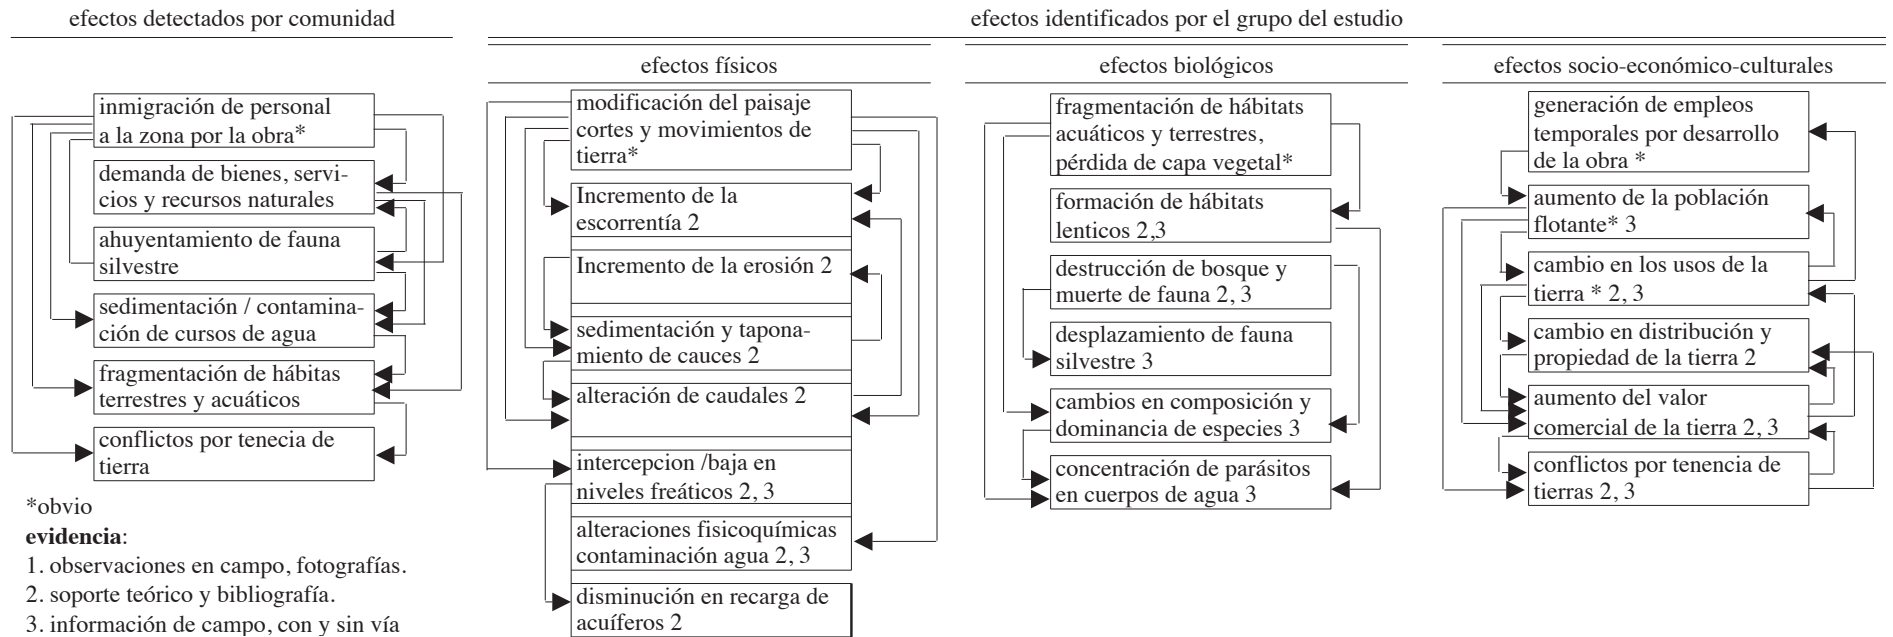 efectos detectados por comunidad
inmigración de personal
a la zona por la obra*
demanda de bienes, servi-
cios y recursos naturales
ahuyentamiento de fauna
silvestre
sedimentación / contamina-
ción de cursos de agua
fragmentación de hábitas
terrestres y acuáticos
conflictos por tenecia de
tierra
*obvio
evidencia:
1. observaciones en campo, fotografías.
2. soporte teórico y bibliografía.
3. información de campo, con y sin vía
efectos identificados por el grupo del estudio
efectos físicos
modificación del paisaje
cortes y movimientos de
tierra*
Incremento de la
escorrentía 2
Incremento de la erosión 2
sedimentación y tapona-
miento de cauces 2
alteración de caudales 2
intercepcion /baja en
niveles freáticos 2, 3
alteraciones fisicoquímicas
contaminación agua 2, 3
disminución en recarga de
acuíferos 2
efectos biológicos
fragmentación de hábitats
acuáticos y terrestres,
pérdida de capa vegetal*
formación de hábitats
lenticos 2,3
destrucción de bosque y
muerte de fauna 2, 3
desplazamiento de fauna
silvestre 3
cambios en composición y
dominancia de especies 3
concentración de parásitos
en cuerpos de agua 3
efectos socio-económico-culturales
generación de empleos
temporales por desarrollo
de la obra *
aumento de la población
flotante* 3
cambio en los usos de la
tierra * 2, 3
cambio en distribución y
propiedad de la tierra 2
aumento del valor
comercial de la tierra 2, 3
conflictos por tenencia de
tierras 2, 3